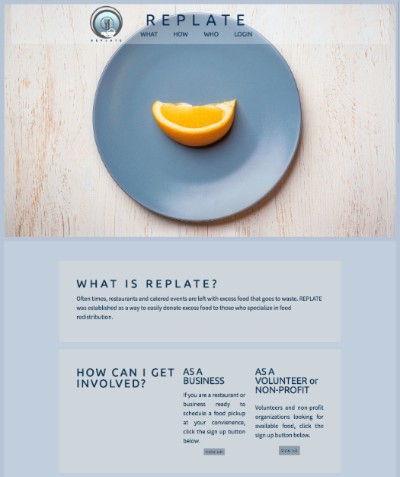 REPLATE
REPLATE
WHAT HOW WHO LOGIN
WHAT IS REPLATE?
Often times, restaurants and catered events are left with excess food that goes to waste. REPLATE
was established as a way to easily donate excess food to those who specialize in food
redistribution.
HOW CAN I GET
INVOLVED?
AS A
BUSINESS
If you are a restaurant or
business ready to
schedule a food pickup
at your convienence,
click the sign up button
below.
SIGN UP
AS A
VOLUNTEER or
NON-PROFIT
Volunteers and non-profit
organizations looking for
available food, click the
sign up button below.
SIGN UP